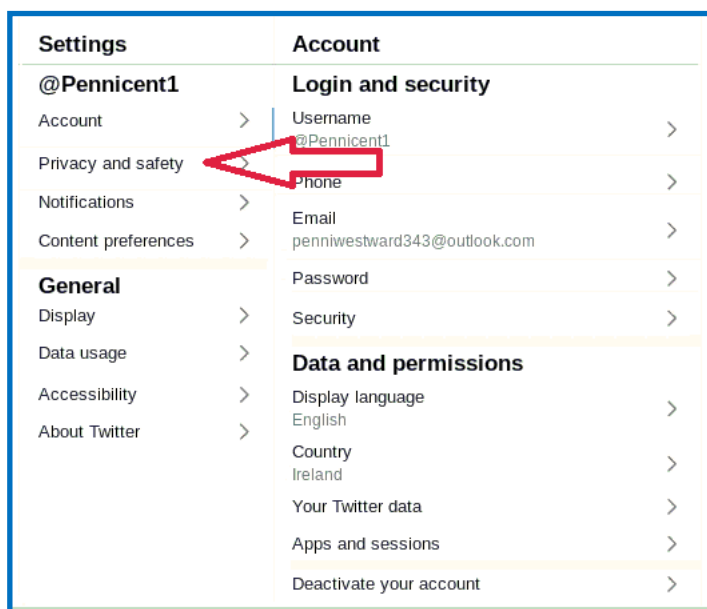 Settings
@Pennicent1
Account
Privacy and safety
Notifications
Content preferences
General
Display
Data usage
Accessibility
About Twitter
Account
Login and security
Username
@Pennicent1
Phone
Email
penniwestward343@outlook.com
Password
Security
Data and permissions
Display language
English
Country
Ireland
Your Twitter data
Apps and sessions
Deactivate your account